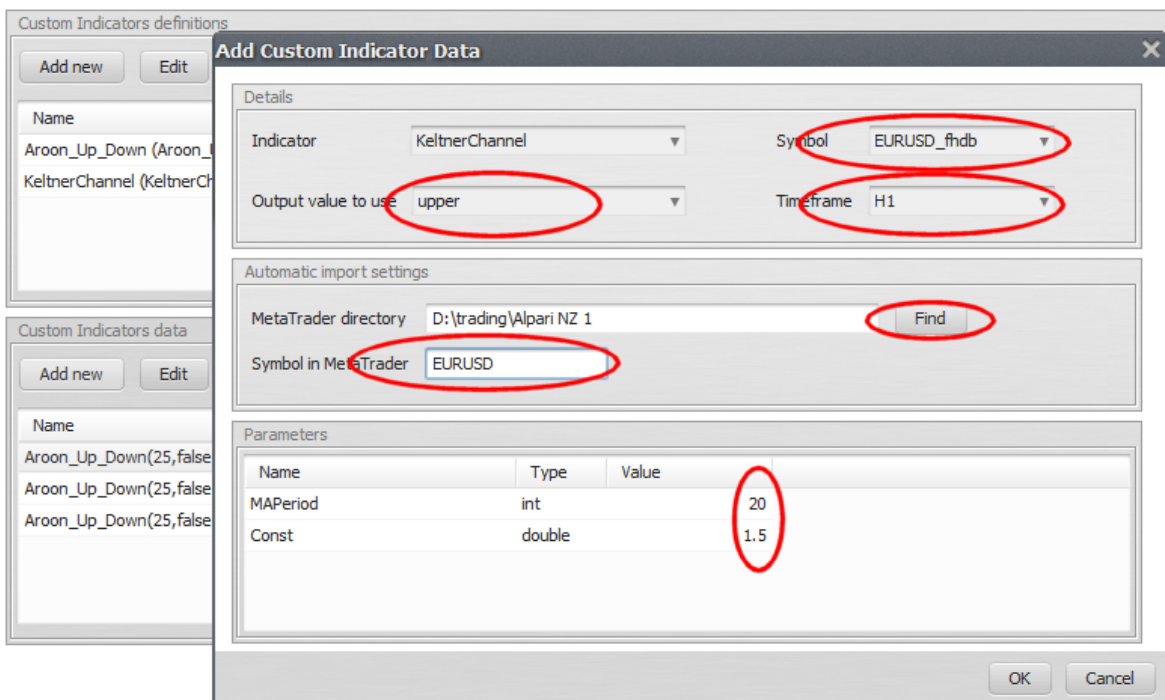 Custom Indicators definitions
Add new Edit
Name
Aroon_Up_Down (Aroon_
KeltnerChannel (KeltnerCh
Custom Indicators data
Add new Edit
Name
Aroon_Up_Down(25,false
Aroon_Up_Down(25,false
Aroon_Up_Down(25,false
Add Custom Indicator Data
Details
Indicator KeltnerChannel Symbol EURUSD_fhdb
Output value to use upper Timeframe H1
Automatic import settings
MetaTrader directory D:\trading\Alpari NZ 1 Find
Symbol in MetaTrader EURUSD
Parameters
Name Type Value
MAPeriod int 20
Const double 1.5
OK Cancel